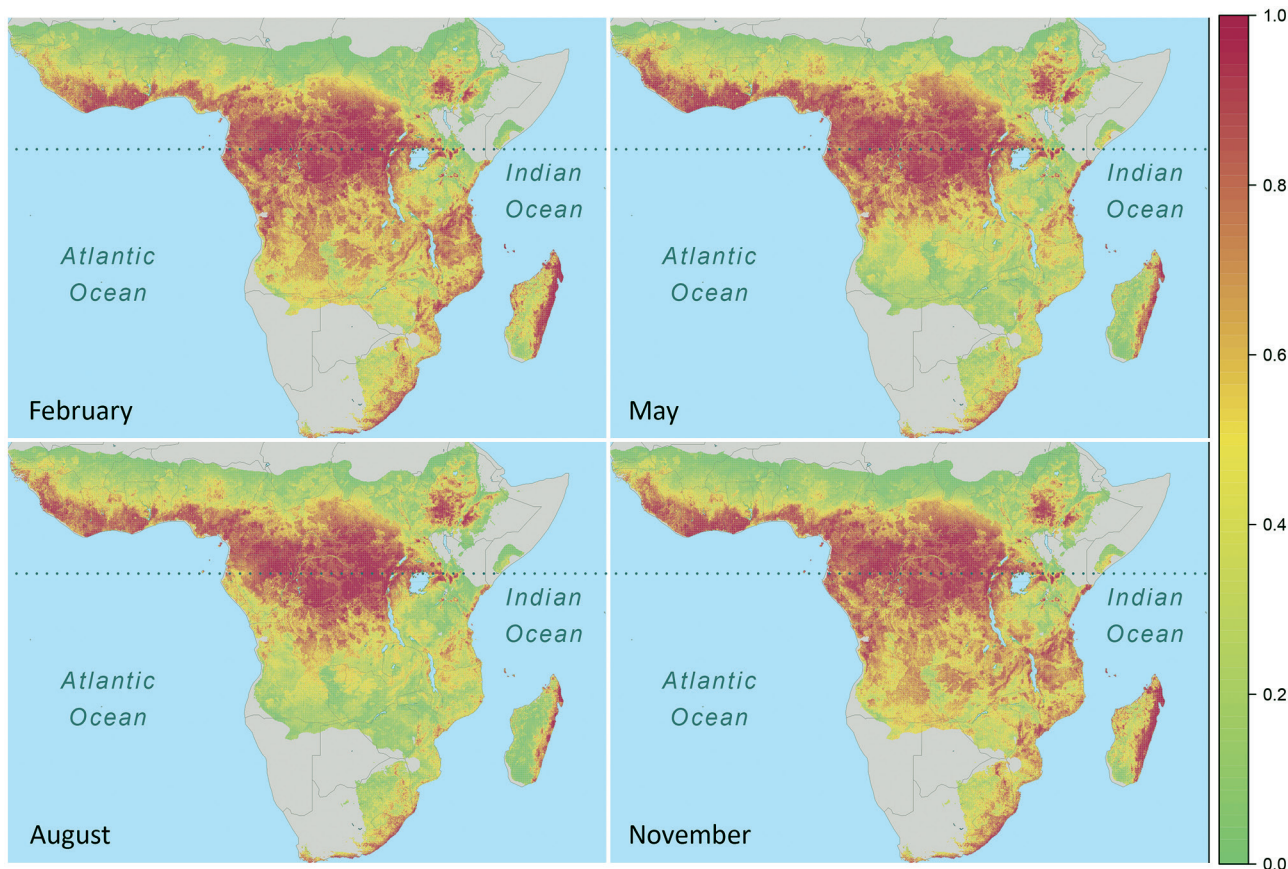 Indian
Ocean
Atlantic
Ocean
February
Indian
Ocean
Atlantic
Ocean
May
Indian
Ocean
Atlantic
Ocean
August
Indian
Ocean
Atlantic
Ocean
November
1.0
0.8
0.6
0.4
0.2
0.0